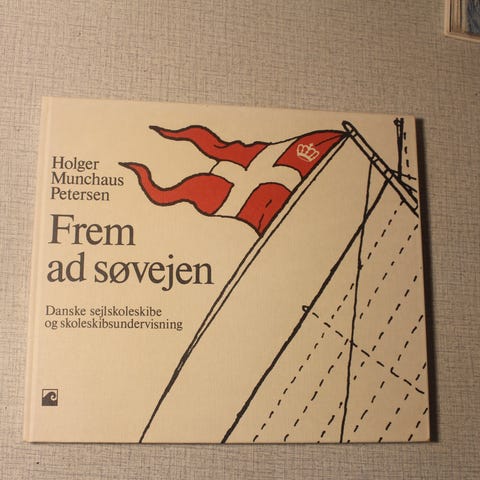 Holger
Munchaus
Petersen
Frem
ad søvejen
Danske sejlskoleskibe
og skoleskibsundervisning